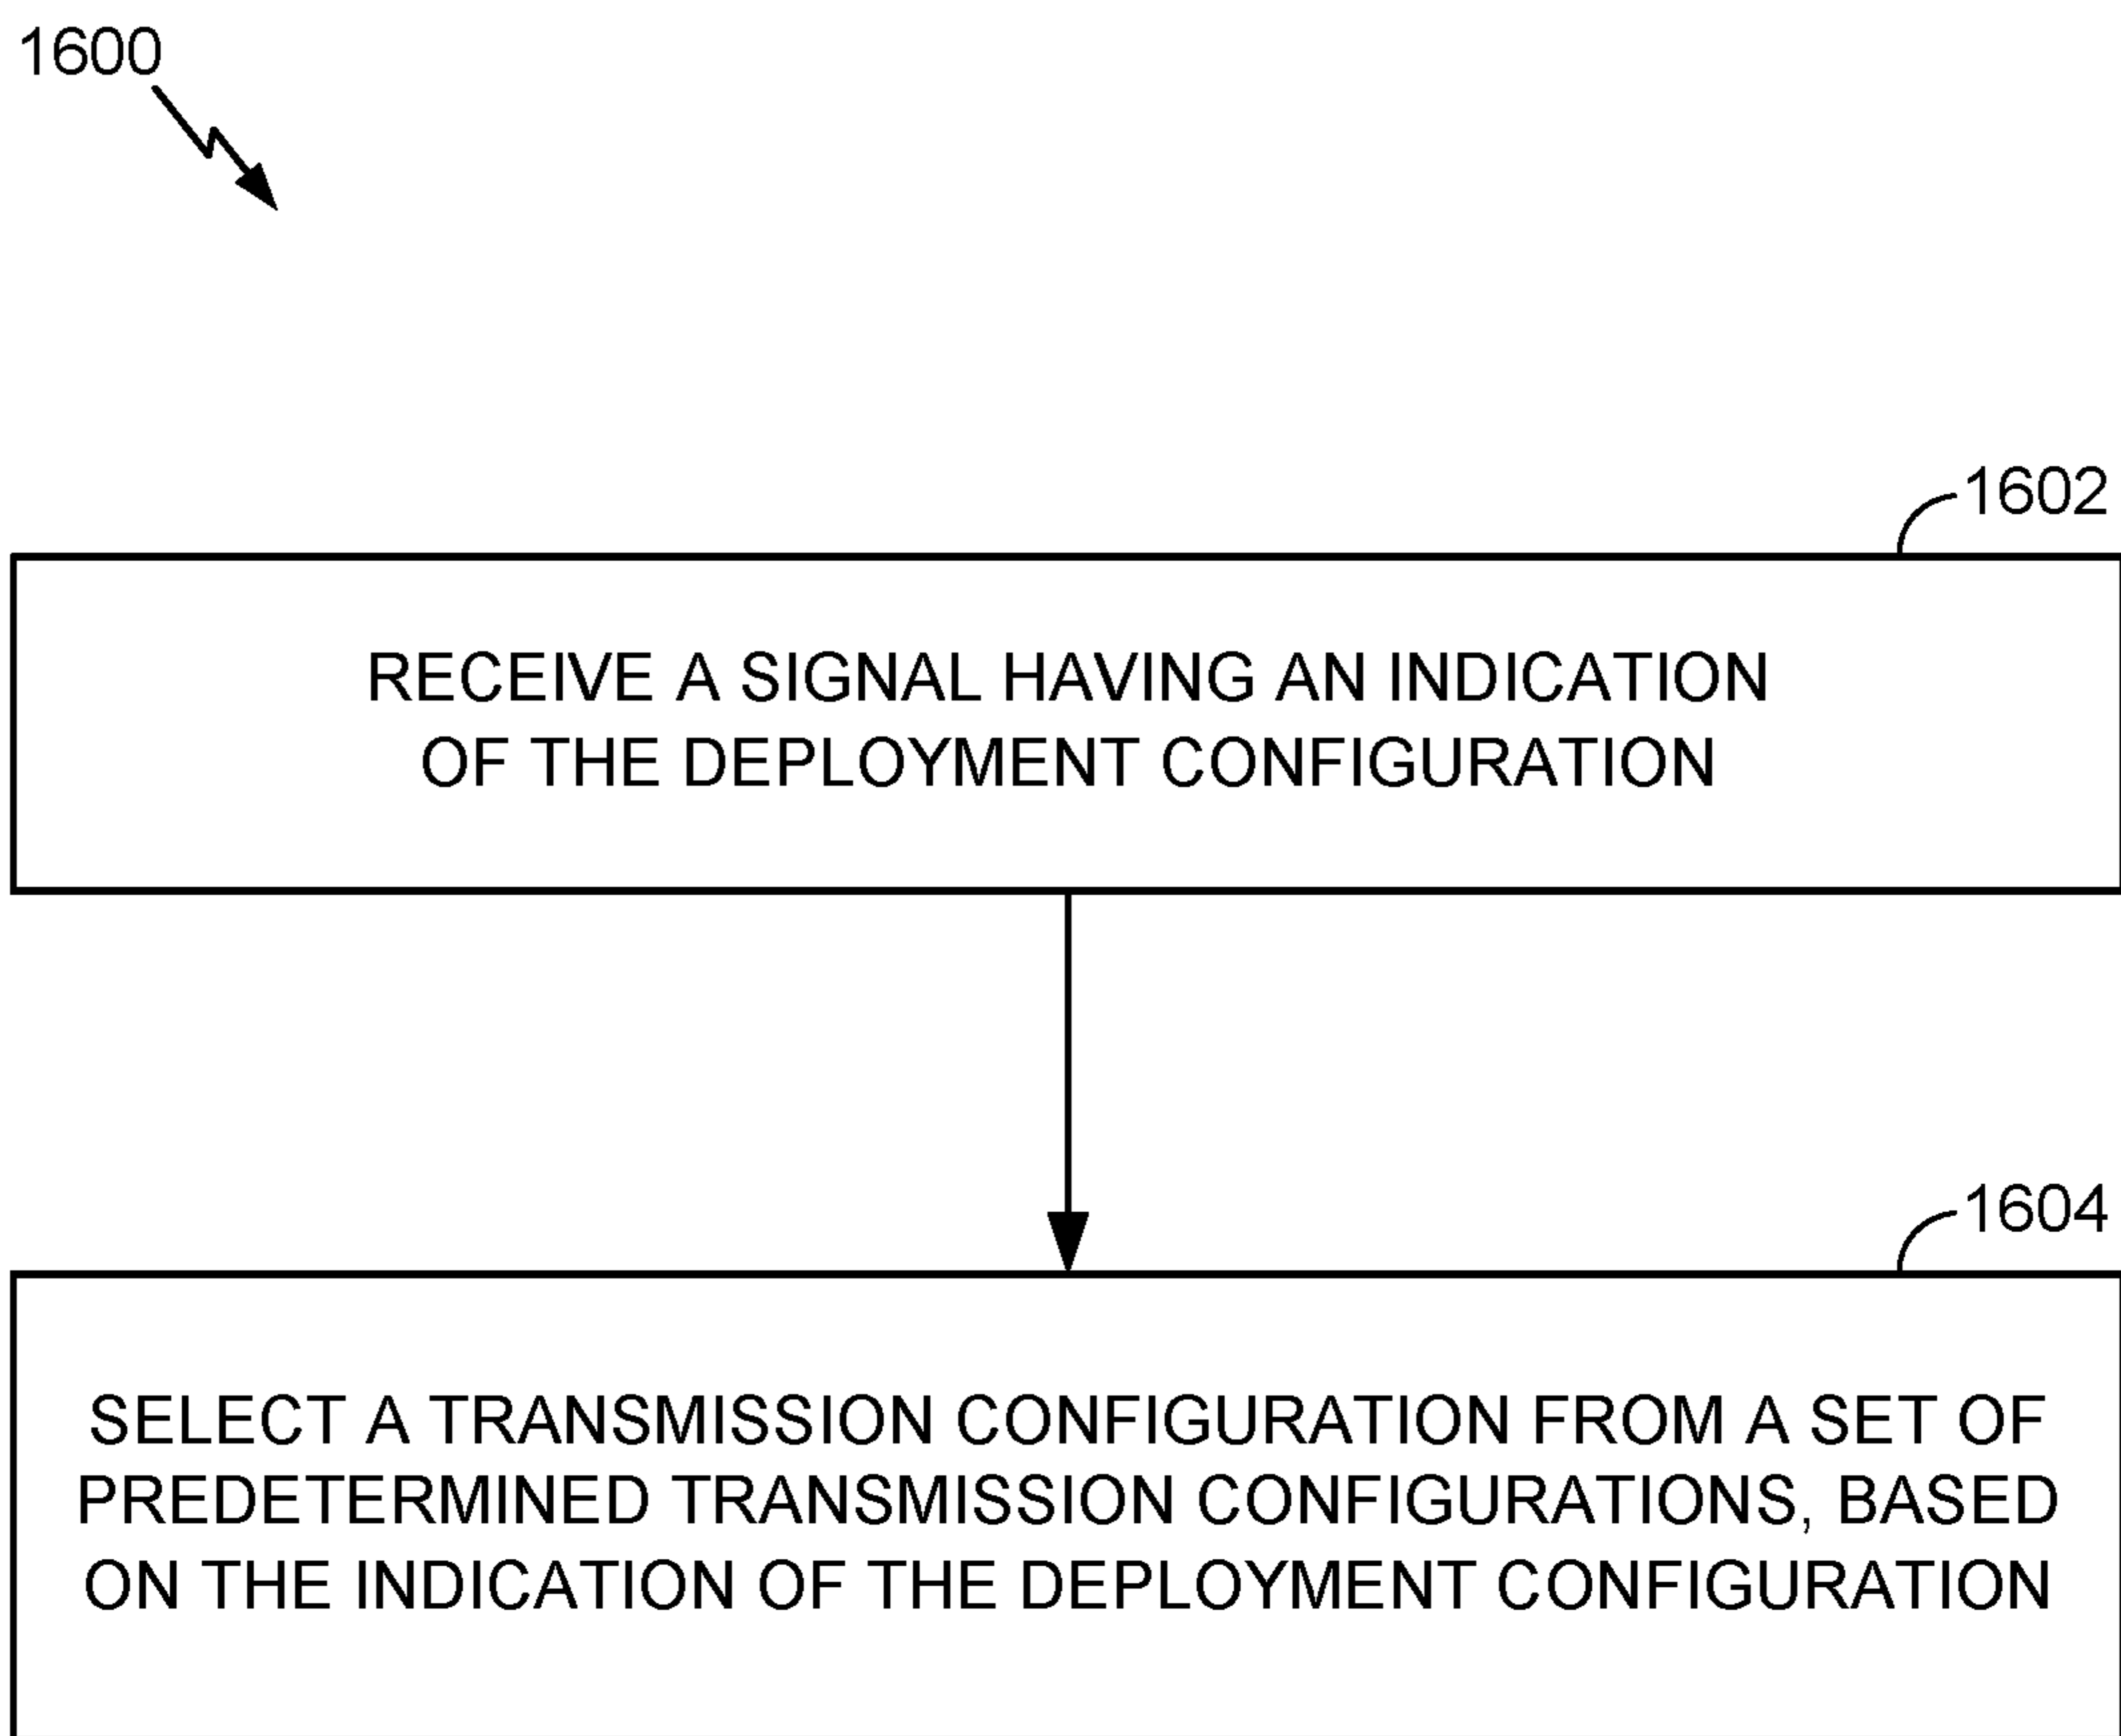 1600
1602
RECEIVE A SIGNAL HAVING AN INDICATION
OF THE DEPLOYMENT CONFIGURATION
1604
SELECT A TRANSMISSION CONFIGURATION FROM A SET OF
PREDETERMINED TRANSMISSION CONFIGURATIONS, BASED
ON THE INDICATION OF THE DEPLOYMENT CONFIGURATION